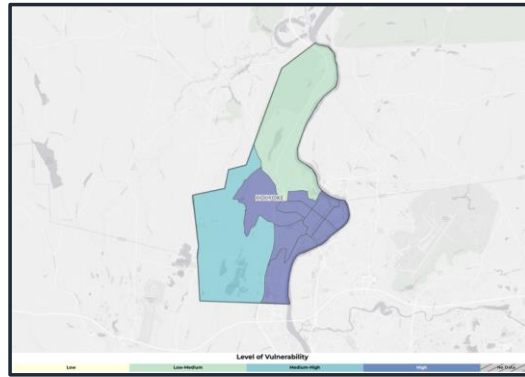 HOLYOKE
Level of Vulnerability
Low
Low-Medium
Medium-High
High
No Data